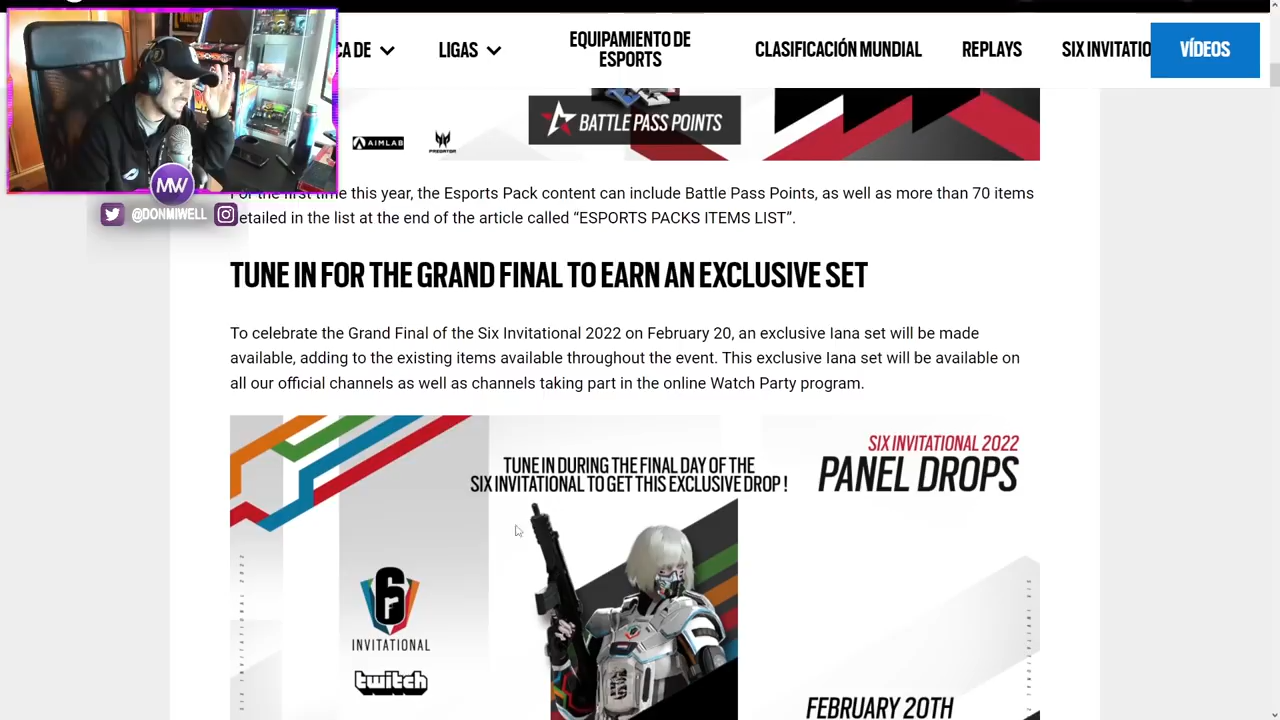 CA DE
LIGAS
EQUIPAMIENTO DE
ESPORTS
CLASIFICACIÓN MUNDIAL
REPLAYS
SIX INVITATIO
VÍDEOS
BATTLE PASS POINTS
AIMLAB
PREDATOR
MW
@DONMIWELL
For the first time this year, the Esports Pack content can include Battle Pass Points, as well as more than 70 items
detailed in the list at the end of the article called “ESPORTS PACKS ITEMS LIST”.
TUNE IN FOR THE GRAND FINAL TO EARN AN EXCLUSIVE SET
To celebrate the Grand Final of the Six Invitational 2022 on February 20, an exclusive Iana set will be made
available, adding to the existing items available throughout the event. This exclusive Iana set will be available on
all our official channels as well as channels taking part in the online Watch Party program.
TUNE IN DURING THE FINAL DAY OF THE
SIX INVITATIONAL TO GET THIS EXCLUSIVE DROP !
SIX INVITATIONAL 2022
PANEL DROPS
6
INVITATIONAL
twitch
FEBRUARY 20TH